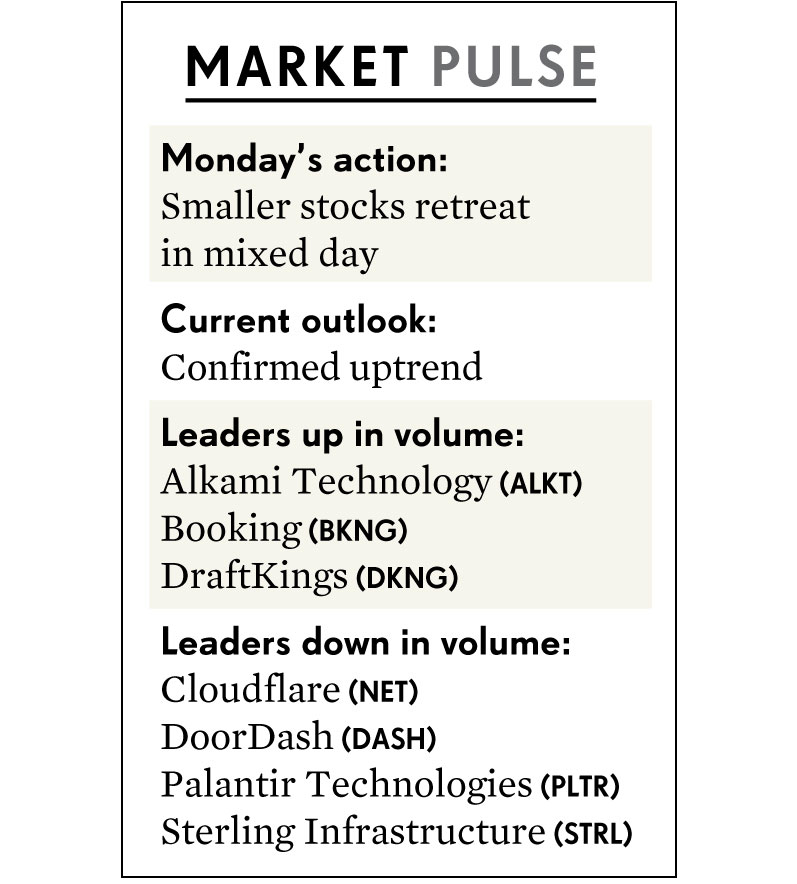 MARKET PULSE
Monday’s action:
Smaller stocks retreat
in mixed day
Current outlook:
Confirmed uptrend
Leaders up in volume:
Alkami Technology (ALKT)
Booking (BKNG)
DraftKings (DKNG)
Leaders down in volume:
Cloudflare (NET)
DoorDash (DASH)
Palantir Technologies (PLTR)
Sterling Infrastructure (STRL)